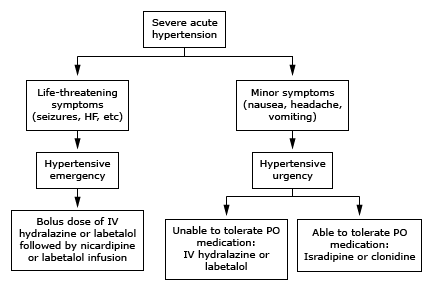 Severe acute
hypertension
Life-threatening
symptoms
(seizures, HF, etc)
Minor symptoms
(nausea, headache,
vomiting)
Hypertensive
emergency
Hypertensive
urgency
Bolus dose of IV
hydralazine or labetalol
followed by nicardipine
or labetalol infusion
Unable to tolerate PO
medication:
IV hydralazine or
labetalol
Able to tolerate PO
medication:
Isradipine or clonidine